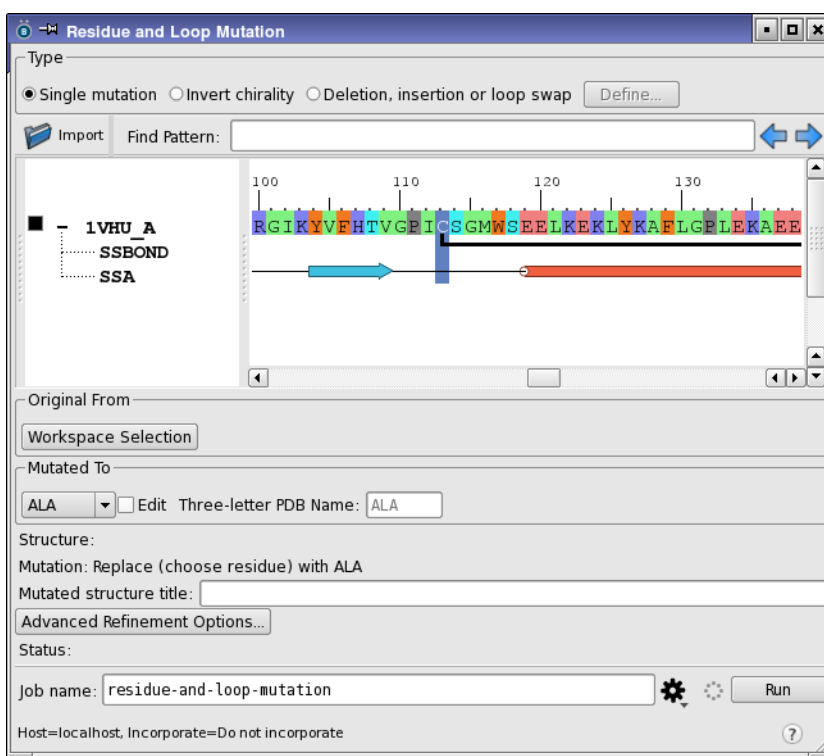 Residue and Loop Mutation
Type
Single mutation Invert chirality Deletion, insertion or loop swap Define...
Import Find Pattern:
100 110 120 130
1VHU_A RGIKYVFHTVGPICSGMWSEELKEKLYKAFLGPLEKAEE
SSBOND
SSA
Original From
Workspace Selection
Mutated To
ALA Edit Three-letter PDB Name: ALA
Structure:
Mutation: Replace (choose residue) with ALA
Mutated structure title:
Advanced Refinement Options...
Status:
Job name: residue-and-loop-mutation Run
Host=localhost, Incorporate=Do not incorporate ?